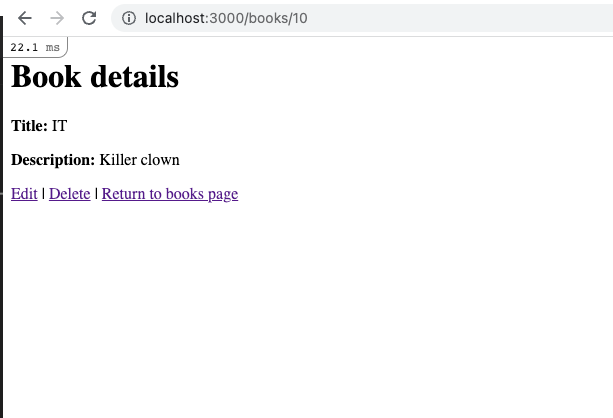 localhost:3000/books/10
22.1 ms
Book details
Title: IT
Description: Killer clown
Edit | Delete | Return to books page